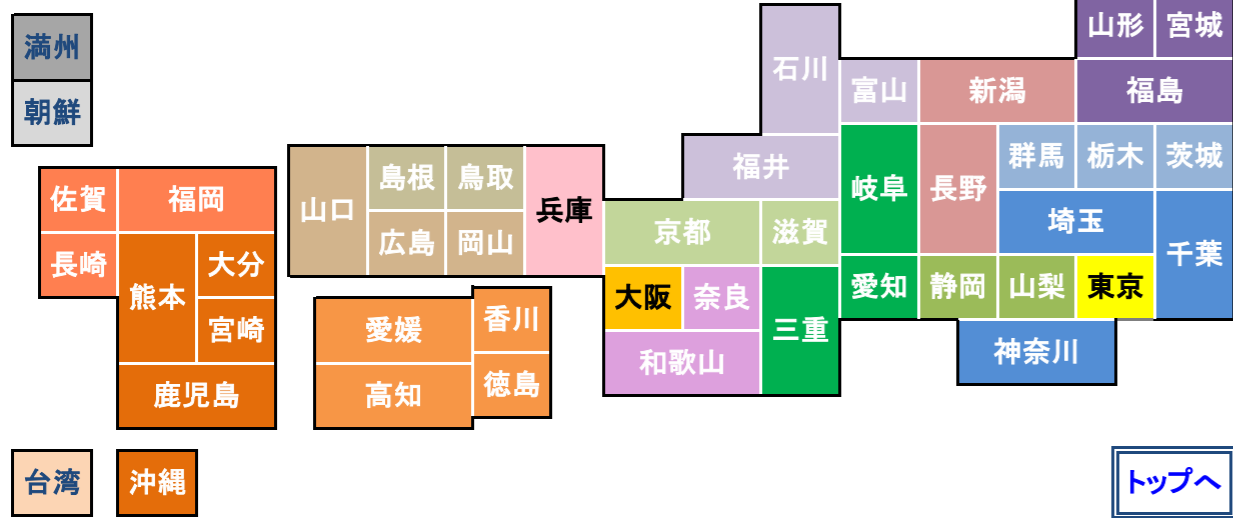 山形 宮城
満州 石川 富山 新潟 福島
朝鮮
福井 岐阜 長野 群馬 栃木 茨城
佐賀 福岡 山口 島根 鳥取 兵庫
京都 滋賀 埼玉 千葉
長崎 熊本 大分 広島 岡山
大阪 奈良 三重 愛知 静岡 山梨 東京
宮崎 愛媛 香川
和歌山 神奈川
鹿児島 高知 徳島
台湾 沖縄 トップへ